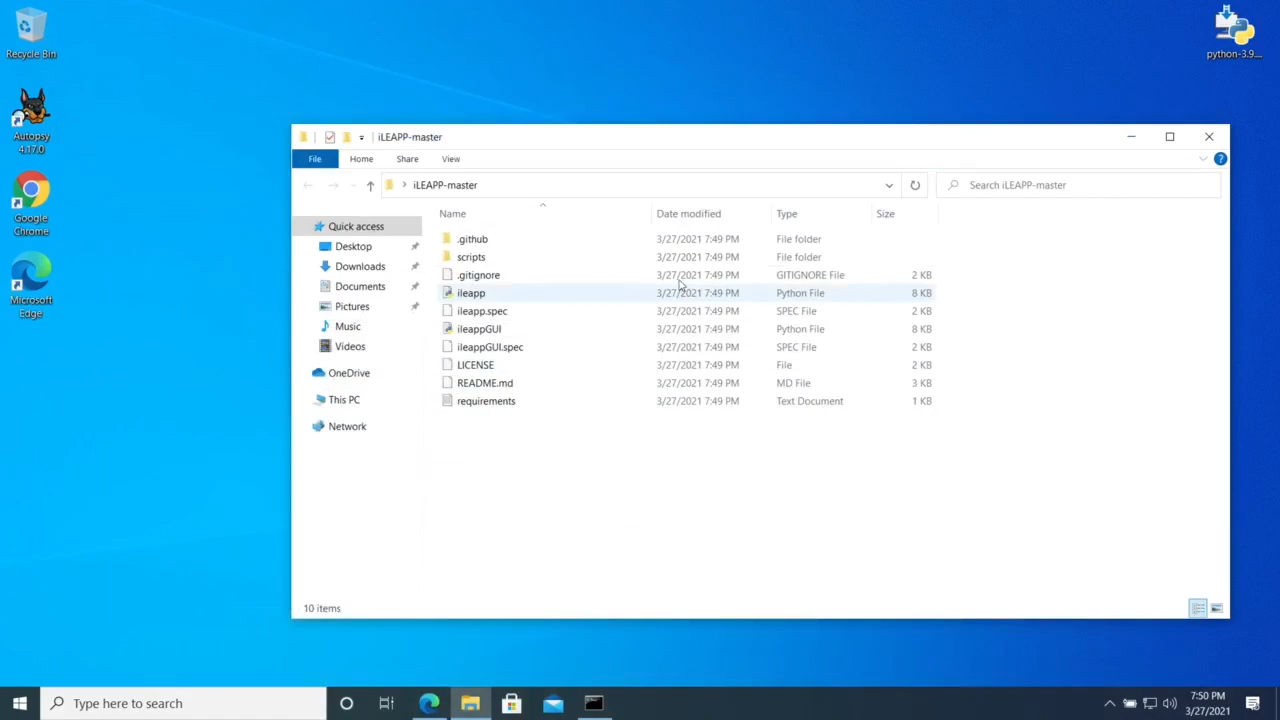 Recycle Bin
Autopsy
4.17.0
Google
Chrome
Microsoft
Edge
python-3.9...
iLEAPP-master
File Home Share View
iLEAPP-master
Search iLEAPP-master
Quick access
Desktop
Downloads
Documents
Pictures
Music
Videos
OneDrive
This PC
Network
Name Date modified Type Size
.github 3/27/2021 7:49 PM File folder
scripts 3/27/2021 7:49 PM File folder
.gitignore 3/27/2021 7:49 PM GITIGNORE File 2 KB
ileapp 3/27/2021 7:49 PM Python File 8 KB
ileapp.spec 3/27/2021 7:49 PM SPEC File 2 KB
ileappGUI 3/27/2021 7:49 PM Python File 8 KB
ileappGUI.spec 3/27/2021 7:49 PM SPEC File 2 KB
LICENSE 3/27/2021 7:49 PM File 2 KB
README.md 3/27/2021 7:49 PM MD File 3 KB
requirements 3/27/2021 7:49 PM Text Document 1 KB
10 items
Type here to search
7:50 PM
3/27/2021